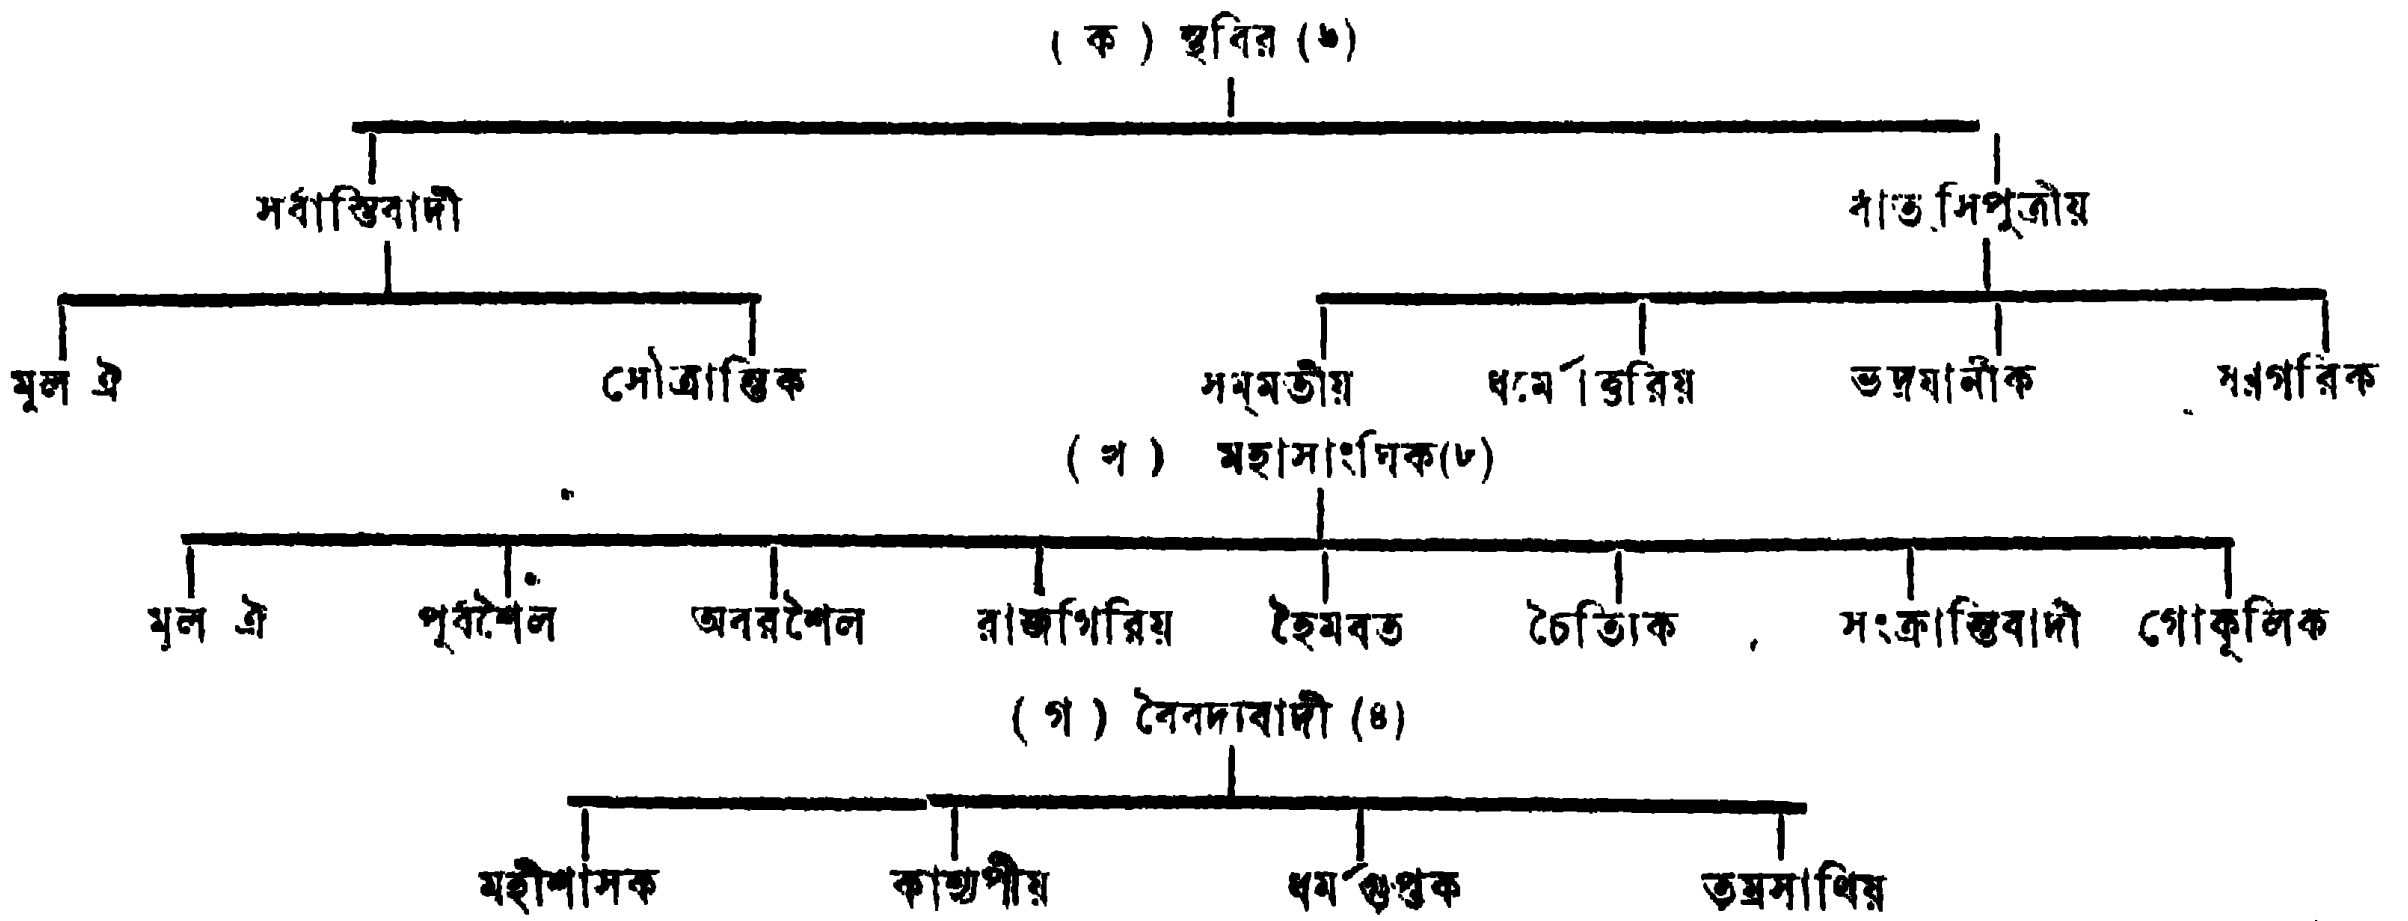 ( ক ) স্থবির (৬)
সর্বাস্তিবাদী বাত্সিপুত্রীয়
মূল ঐ সৌত্রান্তিক সম্মতীয় ধর্মোত্তরিয় ভদ্রযানীক
( খ ) মহাসাংঘিক(৮)
মূল ঐ পূর্বশৈল অবরশৈল রাজগিরিয় হৈমবত চৈত্যিক সংক্রান্তিবাদী গোকূলিক
( গ ) (৪)
মহীশাসক কাশ্যপীয় ধর্মগুপ্তক তম্রসাথিয়